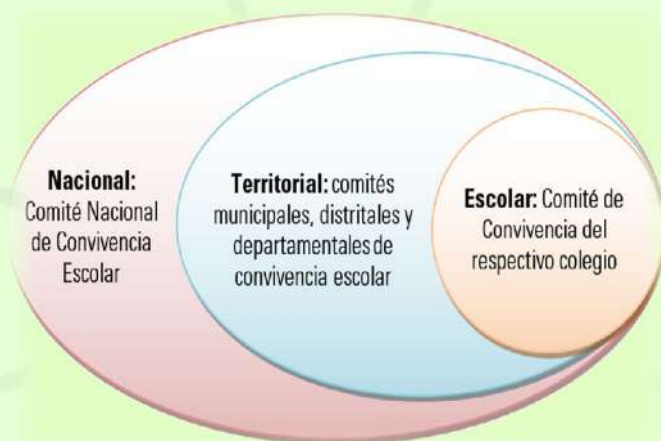 Nacional:
Comité Nacional
de Convivencia
Escolar
Territorial: comités
municipales, distritales y
departamentales de
convivencia escolar
Escolar: Comité de
Convivencia del
respectivo colegio